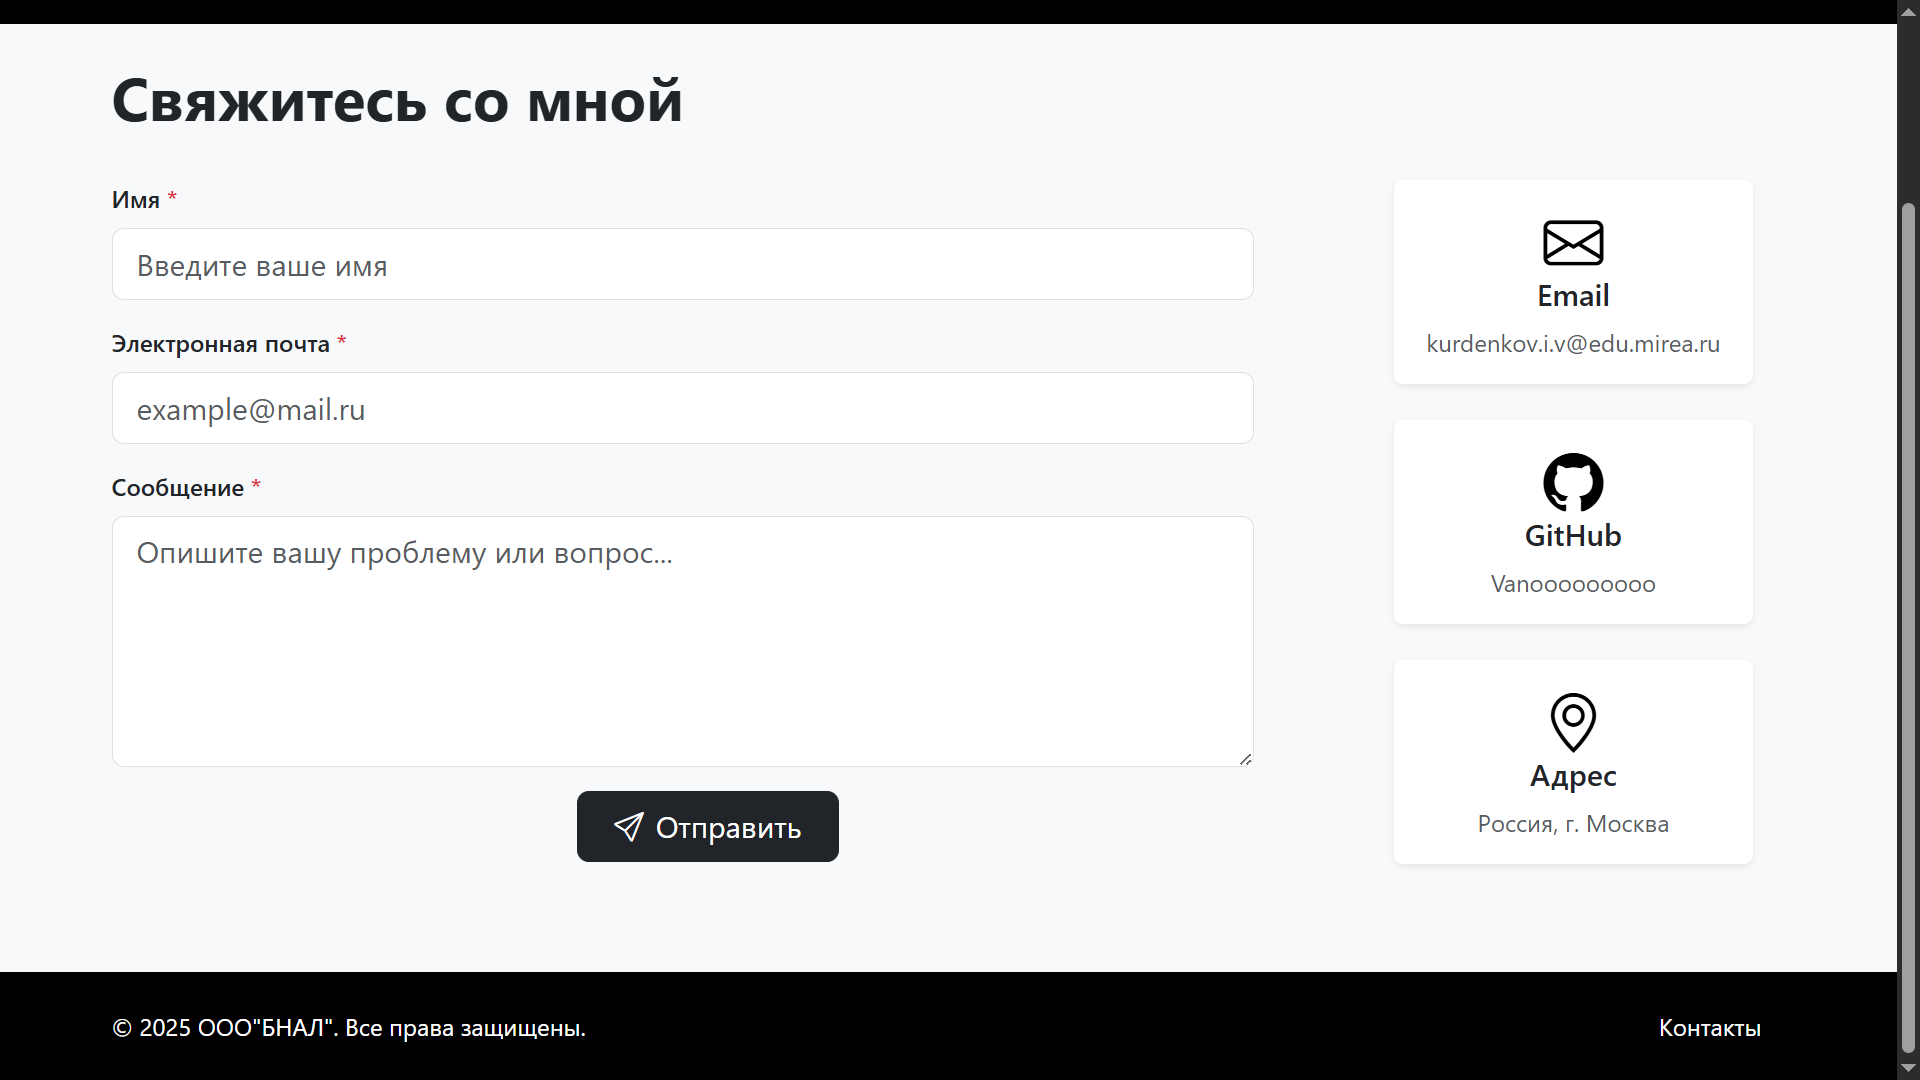 Свяжитесь со мной
Имя *
Введите ваше имя
Электронная почта *
example@mail.ru
Сообщение *
Опишите вашу проблему или вопрос...
Отправить
Email
kurdenkov.i.v@edu.mirea.ru
GitHub
Vanooooooooo
Адрес
Россия, г. Москва
© 2025 ООО"БНАЛ". Все права защищены.
Контакты